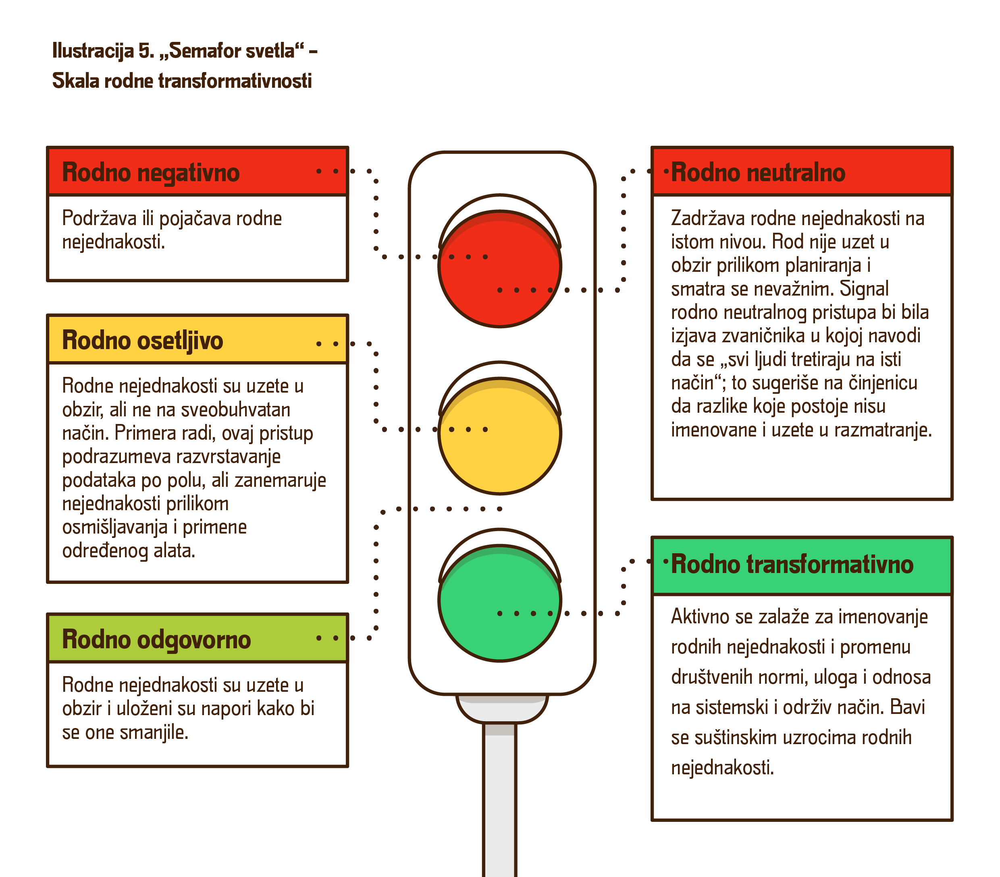 Ilustracija 5. „Semafor svetla“ –
Skala rodne transformativnosti
Rodno negativno
Podržava ili pojačava rodne
nejednakosti.
Rodno osetljivo
Rodne nejednakosti su uzete u
obzir, ali ne na sveobuhvatan
način. Primera radi, ovaj pristup
podrazumeva razvrstavanje
podataka po polu, ali zanemaruje
nejednakosti prilikom
osmišljavanja i primene
određenog alata.
Rodno odgovorno
Rodne nejednakosti su uzete u
obzir i uloženi su napori kako bi
se one smanjile.
Rodno neutralno
Zadržava rodne nejednakosti na
istom nivou. Rod nije uzet u
obzir prilikom planiranja i
smatra se nevažnim. Signal
rodno neutralnog pristupa bi bila
izjava zvaničnika u kojoj navodi
da se „svi ljudi tretiraju na isti
način“; to sugeriše na činjenicu
da razlike koje postoje nisu
imenovane i uzete u razmatranje.
Rodno transformativno
Aktivno se zalaže za imenovanje
rodnih nejednakosti i promenu
društvenih normi, uloga i odnosa
na sistemski i održiv način. Bavi
se suštinskim uzrocima rodnih
nejednakosti.